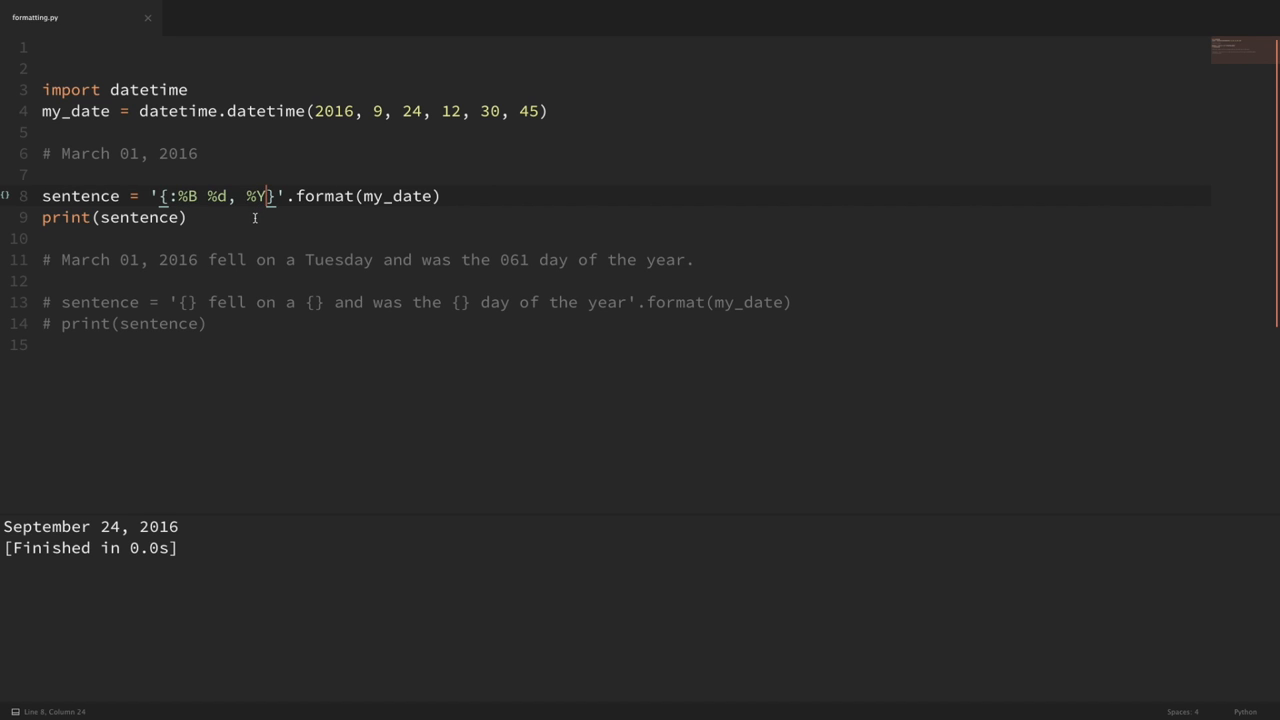 formatting.py ×
1
2
3 import datetime
4 my_date = datetime.datetime(2016, 9, 24, 12, 30, 45)
5
6 # March 01, 2016
7
{} 8 sentence = '{:%B %d, %Y}'.format(my_date)
9 print(sentence)
10
11 # March 01, 2016 fell on a Tuesday and was the 061 day of the year.
12
13 # sentence = '{} fell on a {} and was the {} day of the year'.format(my_date)
14 # print(sentence)
15
September 24, 2016
[Finished in 0.0s]
Line 8, Column 24 Spaces: 4 Python